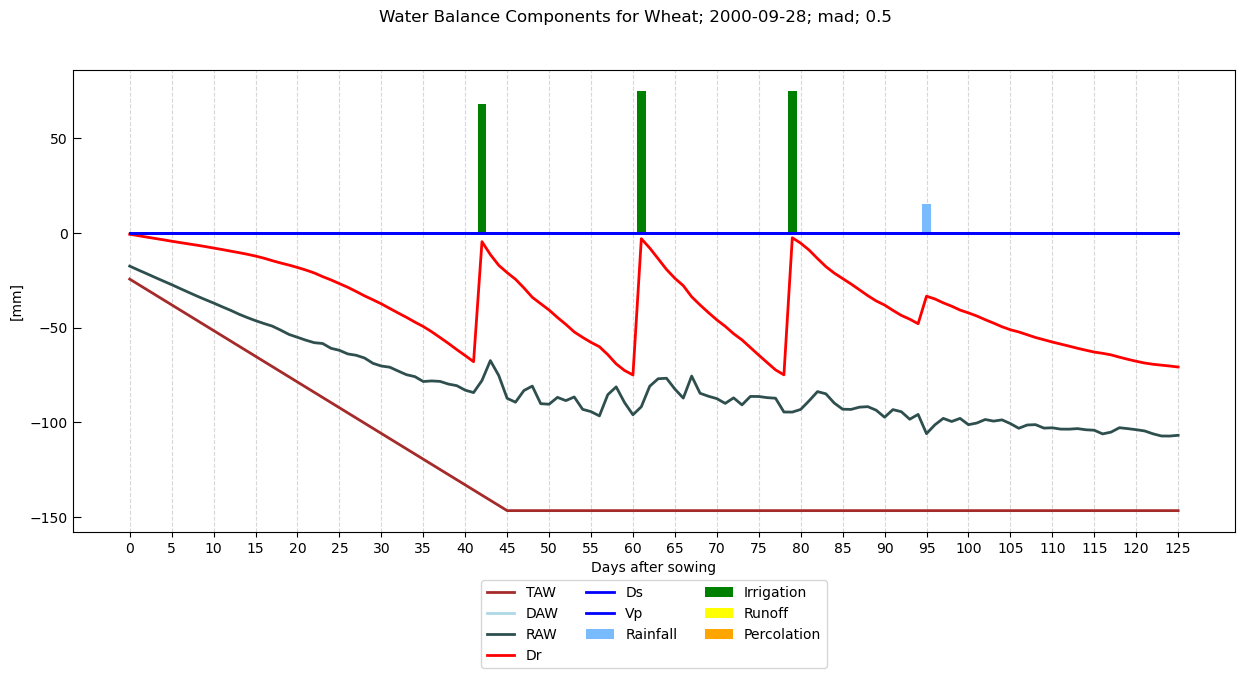 Water Balance Components for Wheat; 2000-09-28; mad; 0.5
50
0
−50
−100
−150
[mm]
0 5 10 15 20 25 30 35 40 45 50 55 60 65 70 75 80 85 90 95 100 105 110 115 120 125
Days after sowing
TAW Ds Irrigation
DAW Vp Runoff
RAW Rainfall Percolation
Dr